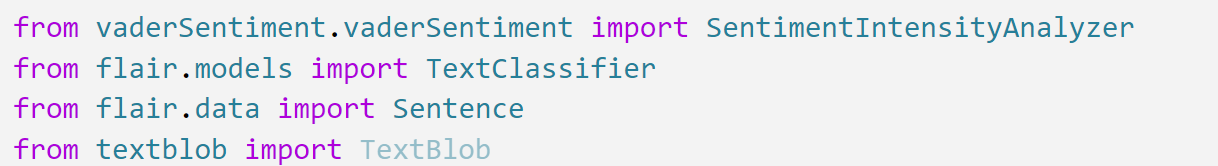 from vaderSentiment.vaderSentiment import SentimentIntensityAnalyzer
from flair.models import TextClassifier
from flair.data import Sentence
from textblob import TextBlob